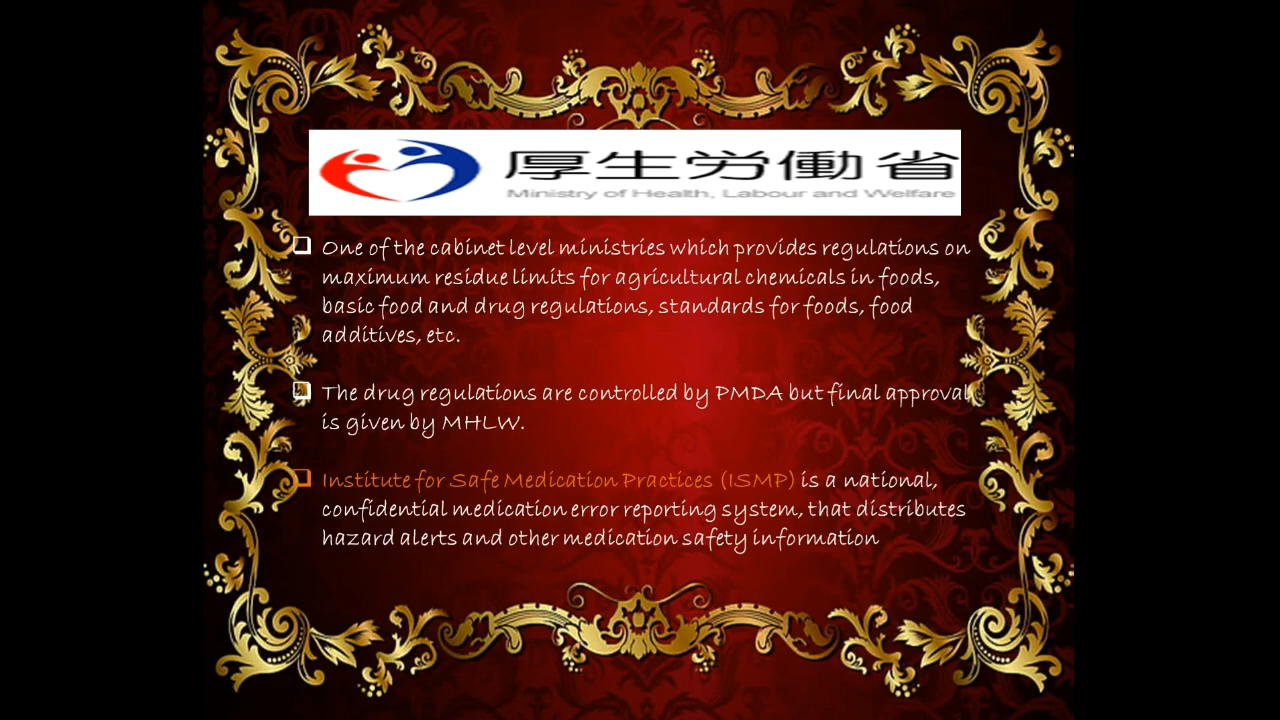 厚生労働省
Ministry of Health, Labour and Welfare
One of the cabinet level ministries which provides regulations on
maximum residue limits for agricultural chemicals in foods,
basic food and drug regulations, standards for foods, food
additives, etc.
The drug regulations are controlled by PMDA but final approval
is given by MHLW.
Institute for Safe Medication Practices (ISMP) is a national,
confidential medication error reporting system, that distributes
hazard alerts and other medication safety information